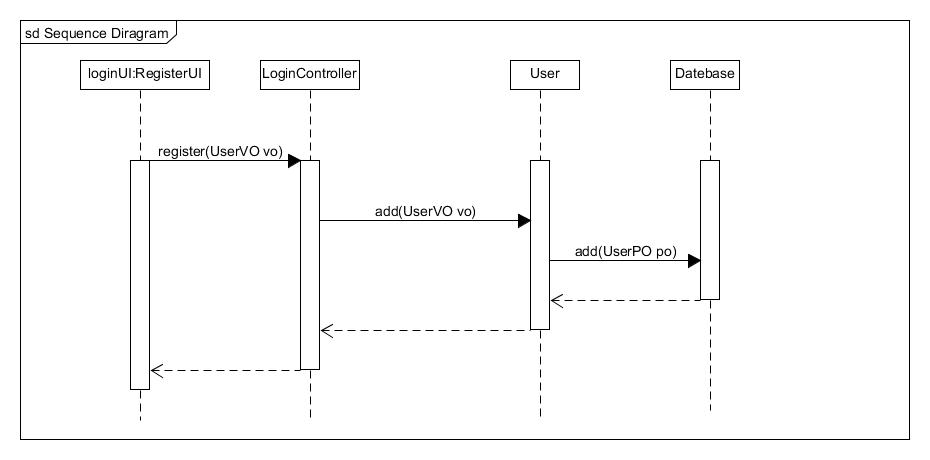 sd Sequence Diragram
loginUI:RegisterUI
LoginController
User
Datebase
register(UserVO vo)
add(UserVO vo)
add(UserPO po)